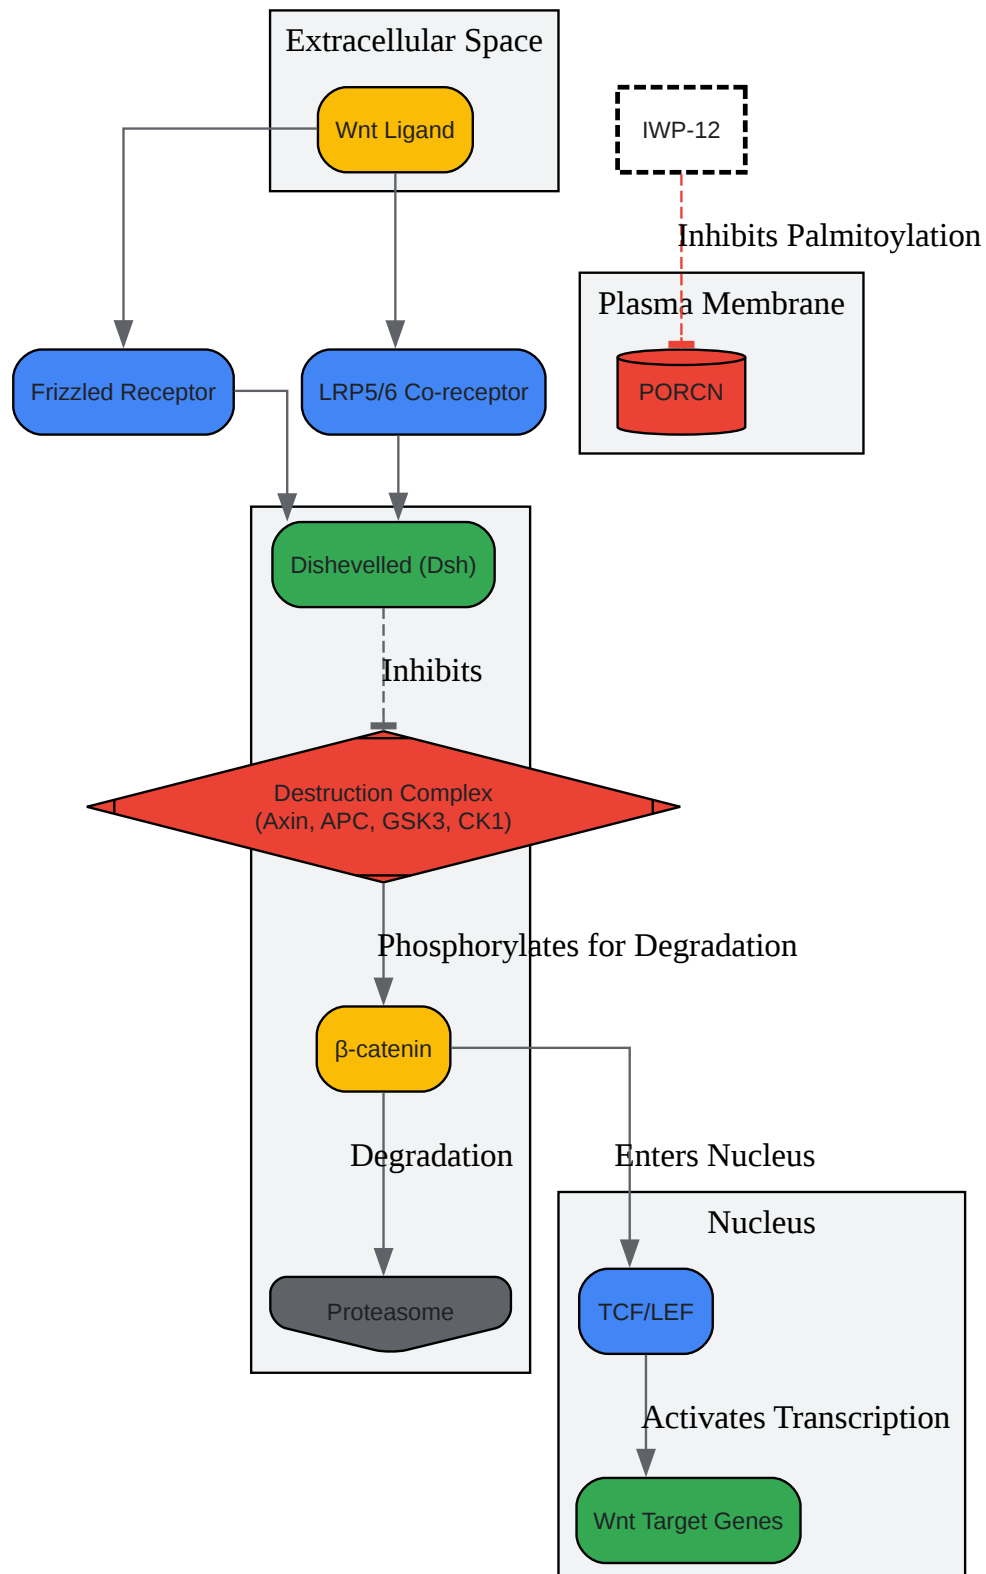 Extracellular Space
Wnt Ligand
IWP-12
Inhibits Palmitoylation
Plasma Membrane
Frizzled Receptor
LRP5/6 Co-receptor
PORCN
Dishevelled (Dsh)
Inhibits
Destruction Complex
(Axin, APC, GSK3, CK1)
Phosphorylates for Degradation
β-catenin
Degradation
Enters Nucleus
Nucleus
Proteasome
TCF/LEF
Activates Transcription
Wnt Target Genes